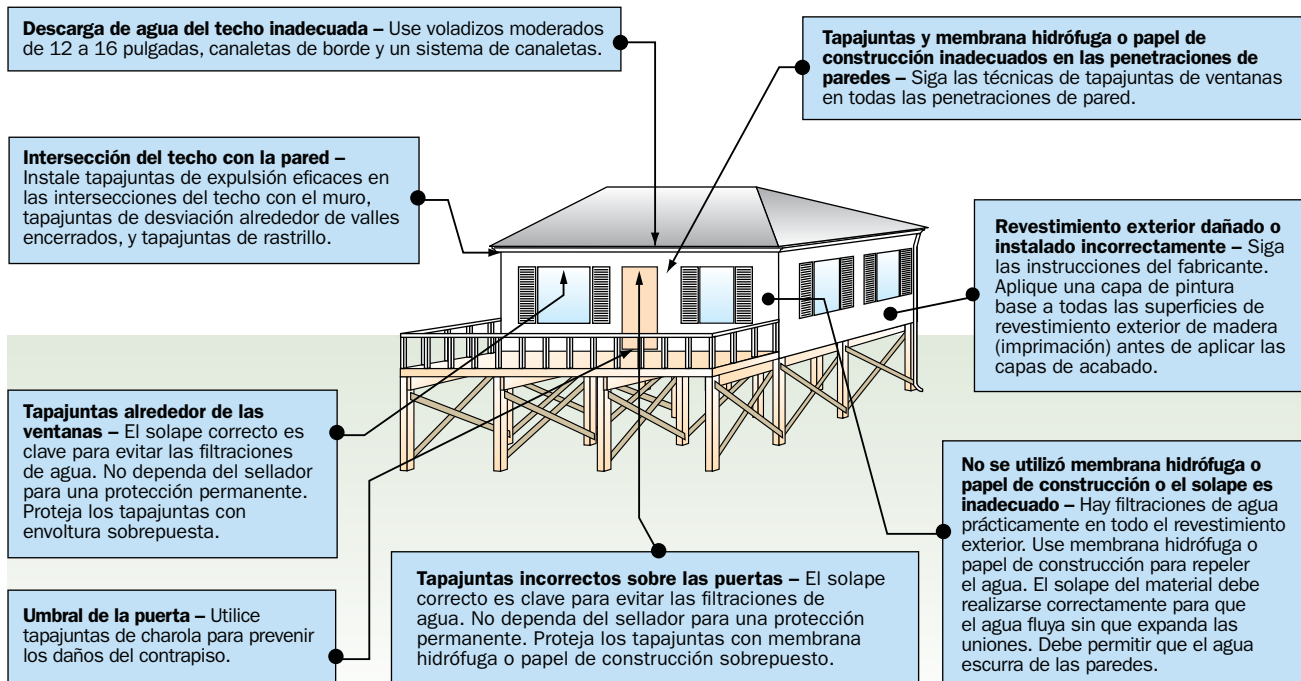 Descarga de agua del techo inadecuada – Use voladizos moderados
de 12 a 16 pulgadas, canaletas de borde y un sistema de canaletas.
Tapajuntas y membrana hidrófuga o papel de
construcción inadecuados en las penetraciones de
paredes – Siga las técnicas de tapajuntas de ventanas
en todas las penetraciones de pared.
Intersección del techo con la pared –
Instale tapajuntas de expulsión eficaces en
las intersecciones del techo con el muro,
tapajuntas de desviación alrededor de valles
encerrados, y tapajuntas de rastrillo.
Revestimiento exterior dañado o
instalado incorrectamente – Siga
las instrucciones del fabricante.
Aplique una capa de pintura
base a todas las superficies de
revestimiento exterior de madera
(imprimación) antes de aplicar las
capas de acabado.
Tapajuntas alrededor de las
ventanas – El solape correcto es
clave para evitar las filtraciones
de agua. No dependa del sellador
para una protección permanente.
Proteja los tapajuntas con
envoltura sobrepuesta.
No se utilizó membrana hidrófuga o
papel de construcción o el solape es
inadecuado – Hay filtraciones de agua
prácticamente en todo el revestimiento
exterior. Use membrana hidrófuga o
papel de construcción para repeler
el agua. El solape del material debe
realizarse correctamente para que
el agua fluya sin que expanda las
uniones. Debe permitir que el agua
escurra de las paredes.
Tapajuntas incorrectos sobre las puertas – El solape
correcto es clave para evitar las filtraciones de
agua. No dependa del sellador para una protección
permanente. Proteja los tapajuntas con membrana
hidrófuga o papel de construcción sobrepuesto.
Umbral de la puerta – Utilice
tapajuntas de charola para prevenir
los daños del contrapiso.